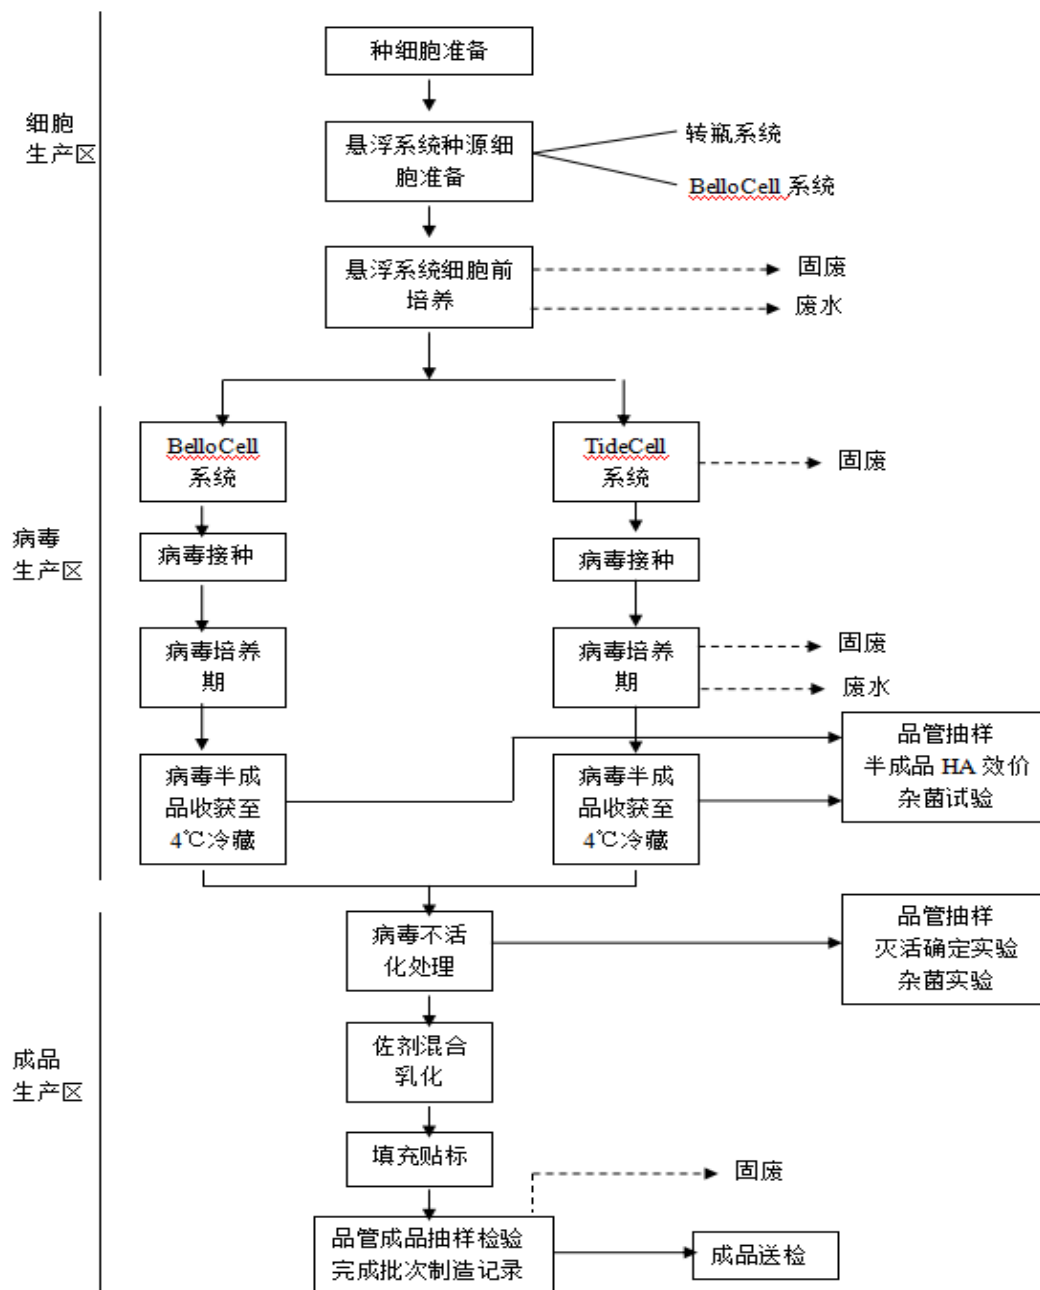 种细胞准备
细胞
生产区
悬浮系统种源细
胞准备
转瓶系统
BelloCell 系统
悬浮系统细胞前
培养
固废
废水
病毒
生产区
BelloCell
系统
TideCell
系统
固废
病毒接种
病毒接种
病毒培养
期
病毒培养
期
固废
废水
病毒半成
品收获至
4℃冷藏
病毒半成
品收获至
4℃冷藏
品管抽样
半成品 HA 效价
杂菌试验
成品
生产区
病毒不活
化处理
品管抽样
灭活确定实验
杂菌实验
佐剂混合
乳化
填充贴标
固废
品管成品抽样检验
完成批次制造记录
成品送检